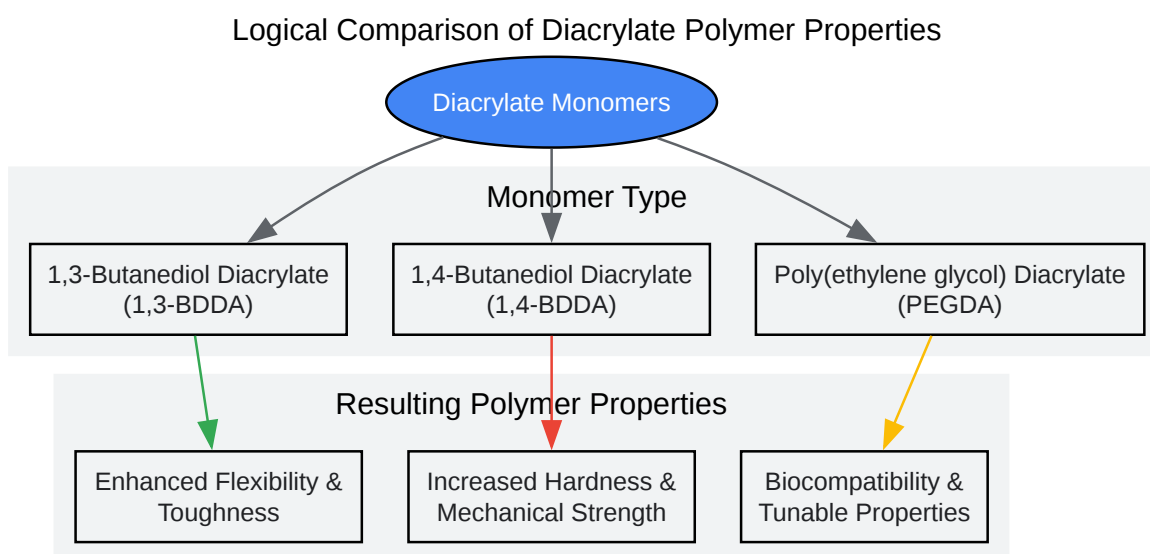 Logical Comparison of Diacrylate Polymer Properties
Diacrylate Monomers
Monomer Type
1,3-Butanediol Diacrylate
(1,3-BDDA)
1,4-Butanediol Diacrylate
(1,4-BDDA)
Poly(ethylene glycol) Diacrylate
(PEGDA)
Resulting Polymer Properties
Enhanced Flexibility &
Toughness
Increased Hardness &
Mechanical Strength
Biocompatibility &
Tunable Properties